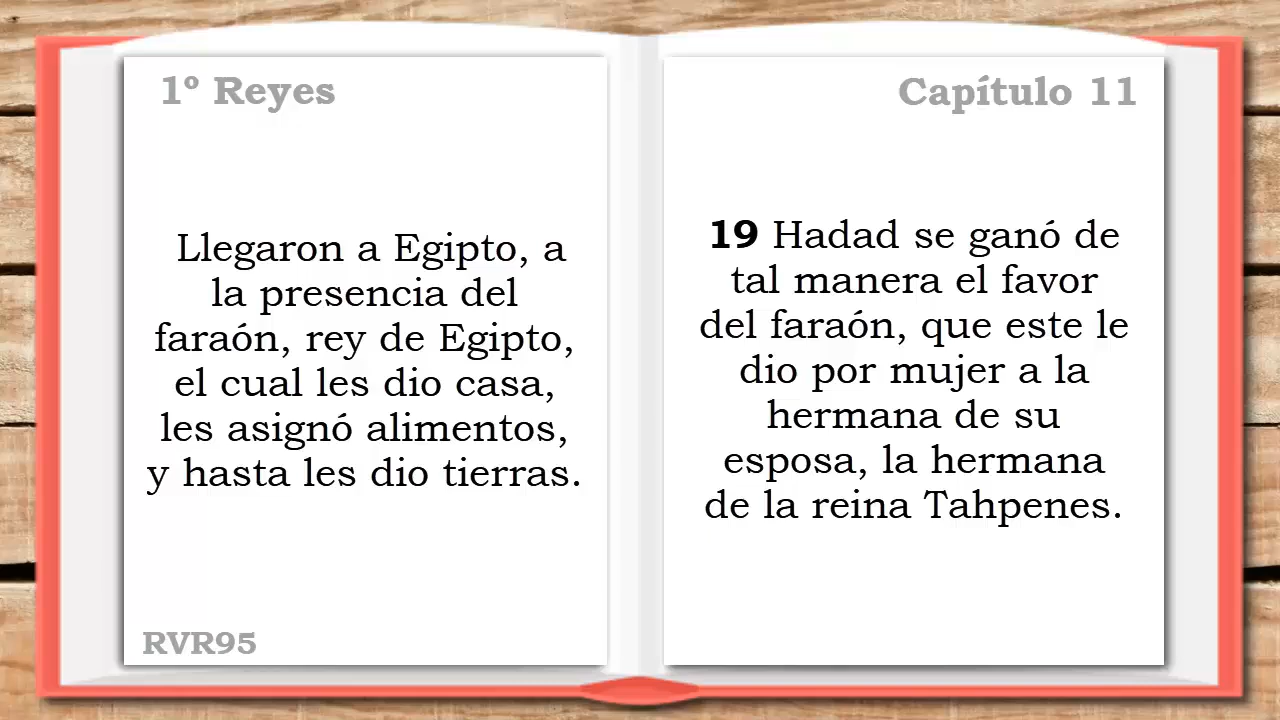 1º Reyes
Llegaron a Egipto, a
la presencia del
faraón, rey de Egipto,
el cual les dio casa,
les asignó alimentos,
y hasta les dio tierras.
RVR95
Capítulo 11
19 Hadad se ganó de
tal manera el favor
del faraón, que este le
dio por mujer a la
hermana de su
esposa, la hermana
de la reina Tahpenes.